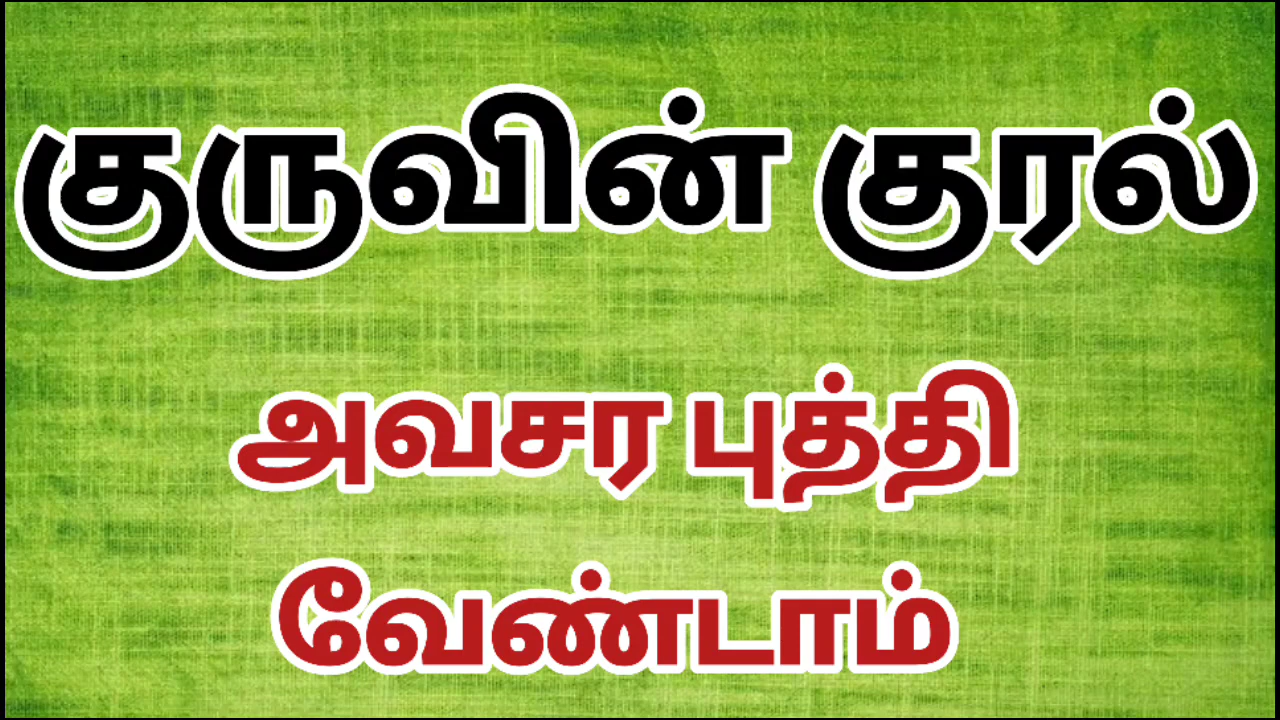 குருவின் குரல்
அவசர புத்தி
வேண்டாம்